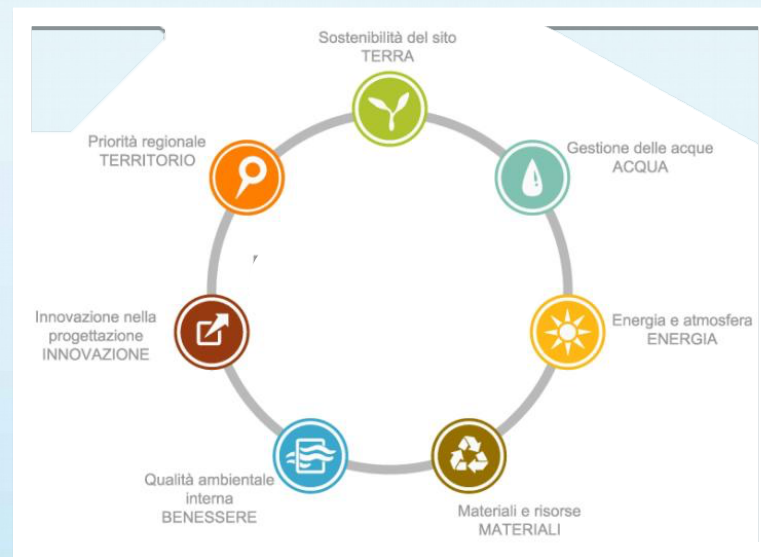 Sostenibilità del sito
TERRA
Gestione delle acque
ACQUA
Energia e atmosfera
ENERGIA
Materiali e risorse
MATERIALI
Qualità ambientale
interna
BENESSERE
Innovazione nella
progettazione
INNOVAZIONE
Priorità regionale
TERRITORIO